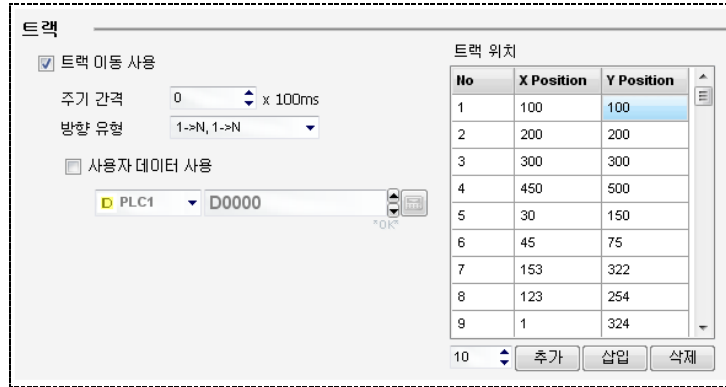 트랙
트랙 이동 사용
주기 간격 0 x 100ms
방향 유형 1->N, 1->N
사용자 데이터 사용
D PLC1 D0000
"OK"
트랙 위치
No X Position Y Position
1 100 100
2 200 200
3 300 300
4 450 500
5 30 150
6 45 75
7 153 322
8 123 254
9 1 324
10 추가 삽입 삭제